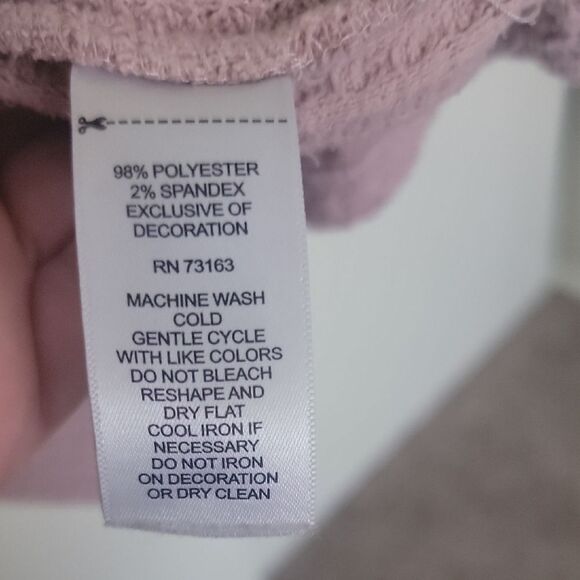 98% POLYESTER
2% SPANDEX
EXCLUSIVE OF
DECORATION
RN 73163
MACHINE WASH
COLD
GENTLE CYCLE
WITH LIKE COLORS
DO NOT BLEACH
RESHAPE AND
DRY FLAT
COOL IRON IF
NECESSARY
DO NOT IRON
ON DECORATION
OR DRY CLEAN